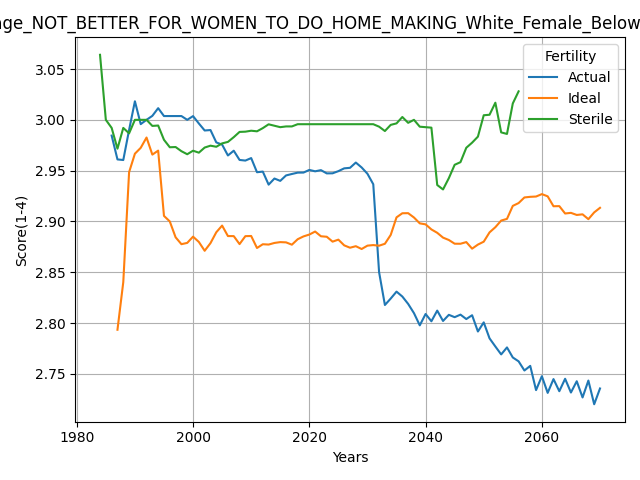 age_NOT_BETTER_FOR_WOMEN_TO_DO_HOME_MAKING_White_Female_Below
Fertility
Actual
Ideal
Sterile
Score(1-4)
3.05
3.00
2.95
2.90
2.85
2.80
2.75
1980
2000
2020
2040
2060
Years